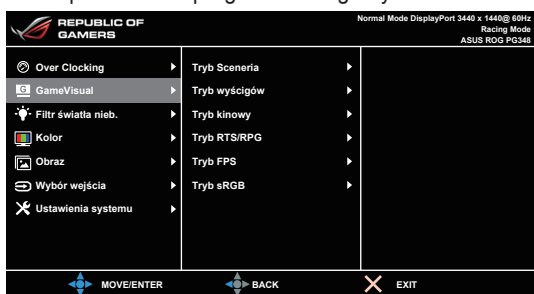 REPUBLIC OF
GAMERS
Normal Mode DisplayPort 3440 x 1440@ 60Hz
Racing Mode
ASUS ROG PG348
Over Clocking
G GameVisual
Filtr światła nieb.
Kolor
Obraz
Wybór wejścia
Ustawienia systemu
Tryb Sceneria
Tryb wyścigów
Tryb kinowy
Tryb RTS/RPG
Tryb FPS
Tryb sRGB
MOVE/ENTER
BACK
EXIT